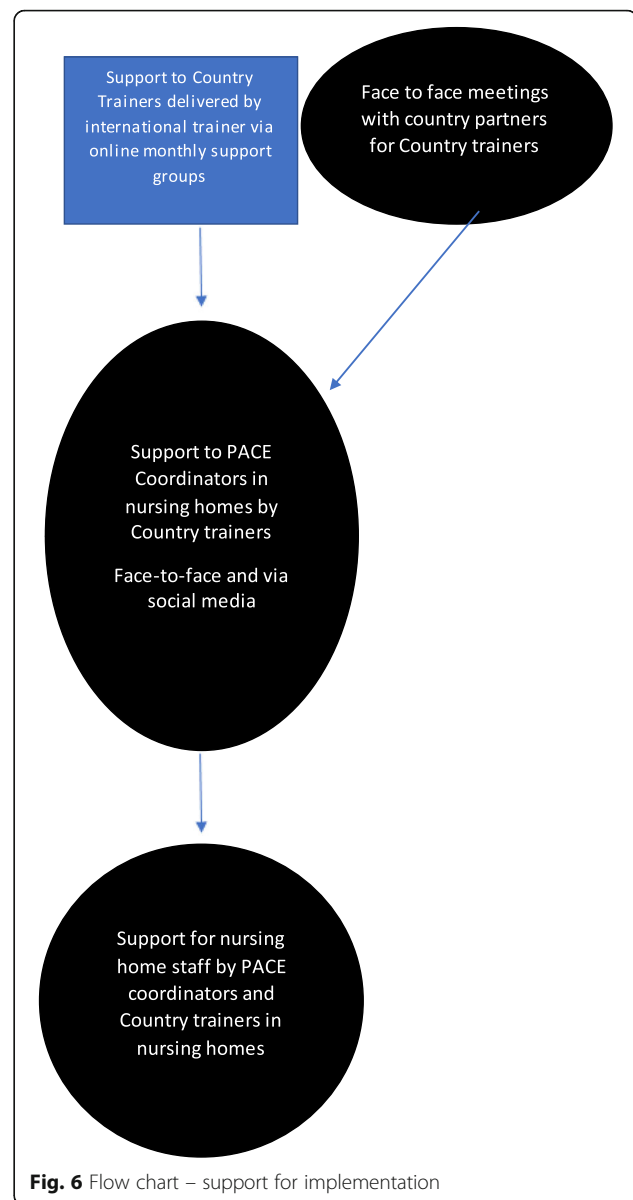 Support to Country
Trainers delivered by
international trainer via
online monthly support
groups
Face to face meetings
with country partners
for Country trainers
Support to PACE
Coordinators in
nursing homes by
Country trainers
Face-to-face and via
social media
Support for nursing
home staff by PACE
coordinators and
Country trainers in
nursing homes
Fig. 6 Flow chart – support for implementation